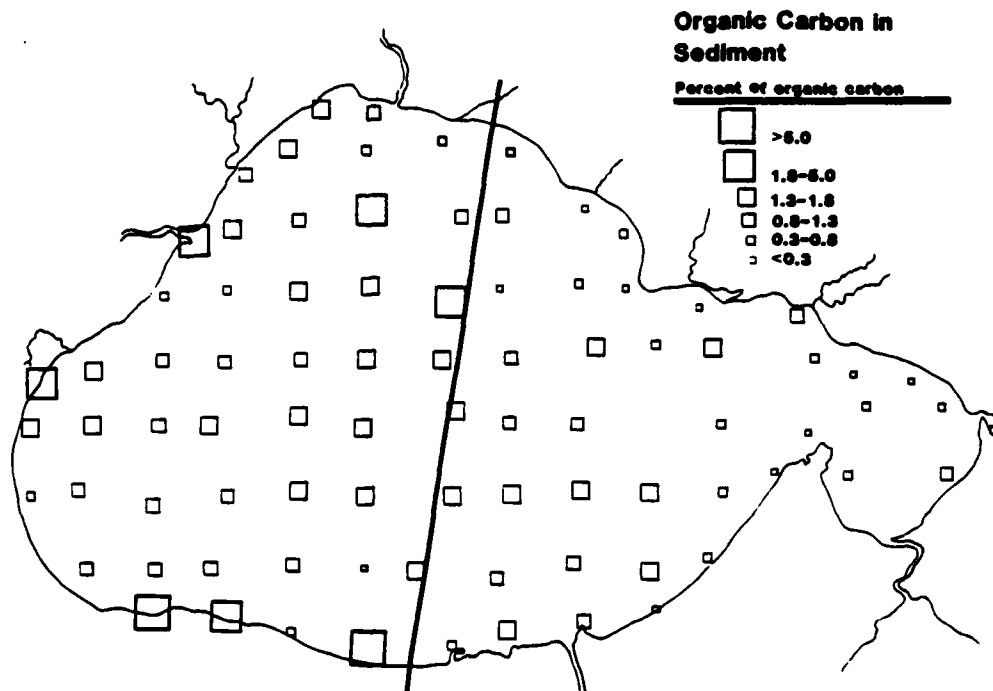 Organic Carbon in
Sediment
Percent of organic carbon
>5.0
1.8-5.0
1.3-1.8
0.8-1.3
0.3-0.8
<0.3